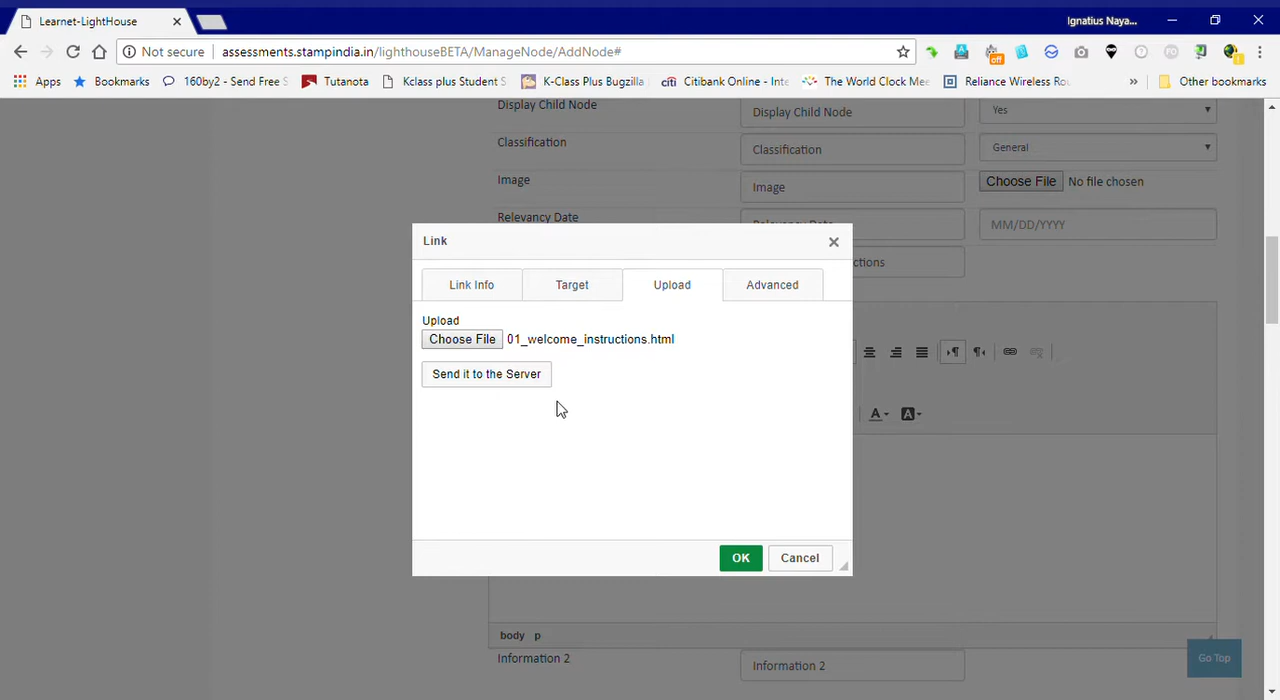 Learnet-LightHouse
Ignatius Naya...
Not secure
assessments.stampindia.in/lighthouseBETA/ManageNode/AddNode#
off
Apps
Bookmarks
160by2 - Send Free S
Tutanota
Kclass plus Student S
K-Class Plus Bugzilla
citi Citibank Online - Inte
The World Clock Mee
Reliance Wireless Rou
»
Other bookmarks
Display Child Node
Display Child Node
Yes
Classification
Classification
General
Image
Image
Choose File No file chosen
Relevancy Date
MM/DD/YYYY
Link
Link Info
Target
Upload
Advanced
Upload
Choose File 01_welcome_instructions.html
Send it to the Server
OK
Cancel
body p
Information 2
Information 2
Go Top